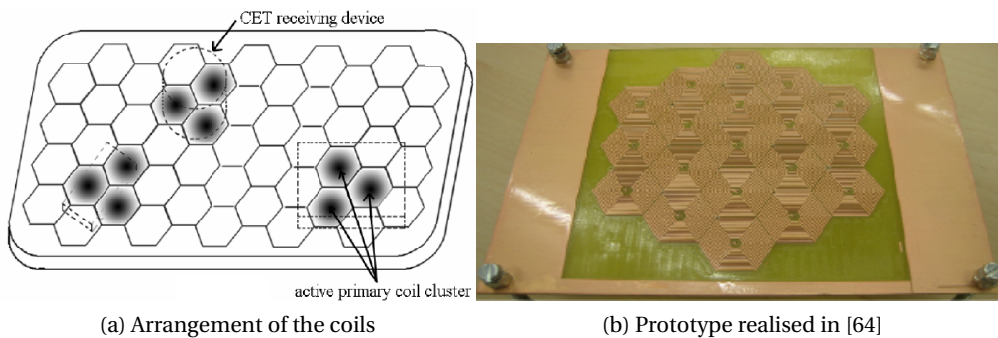 CET receiving device
active primary coil cluster
(a) Arrangement of the coils
(b) Prototype realised in [64]